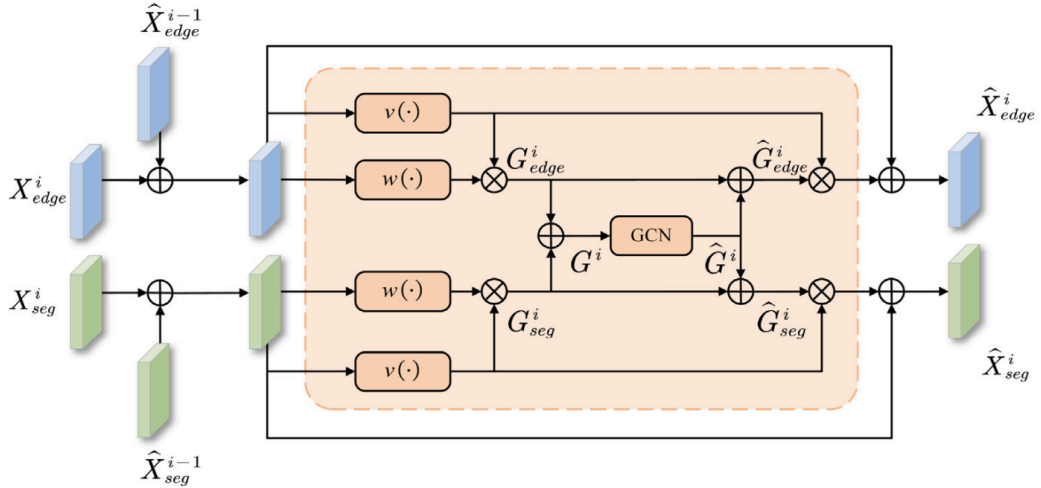 X̂^{i−1}_{edge}
v(·)
X̂^i_{edge}
X^i_{edge}
w(·)
G^i_{edge}
Ĝ^i_{edge}
GCN
G^i
Ĝ^i
X^i_{seg}
w(·)
G^i_{seg}
Ĝ^i_{seg}
v(·)
X̂^i_{seg}
X̂^{i−1}_{seg}